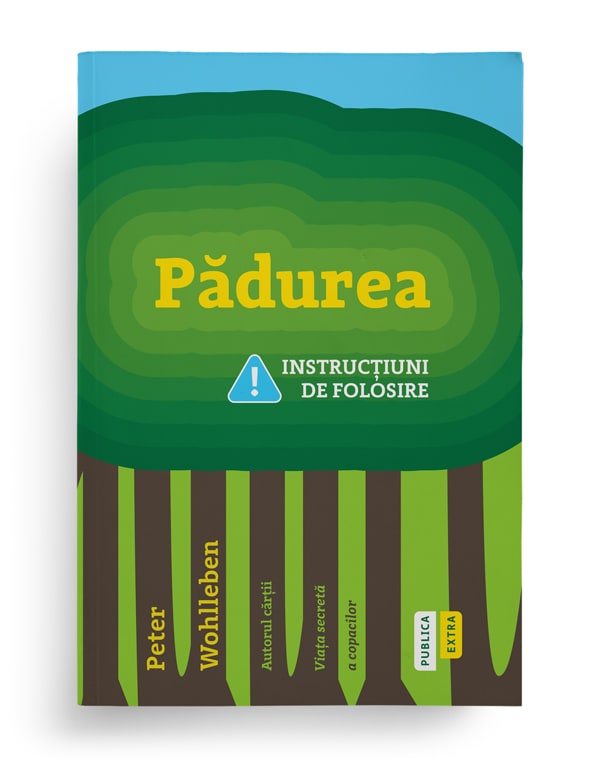 Pădurea
!
INSTRUCȚIUNI
DE FOLOSIRE
Peter
Wohlleben
Autorul cărții
Viața secretă
a copacilor
PUBLICA
EXTRA